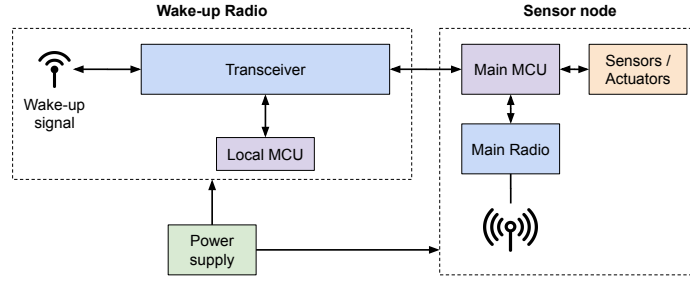 Wake-up Radio
Sensor node
Wake-up
signal
Transceiver
Local MCU
Main MCU
Sensors /
Actuators
Main Radio
Power
supply